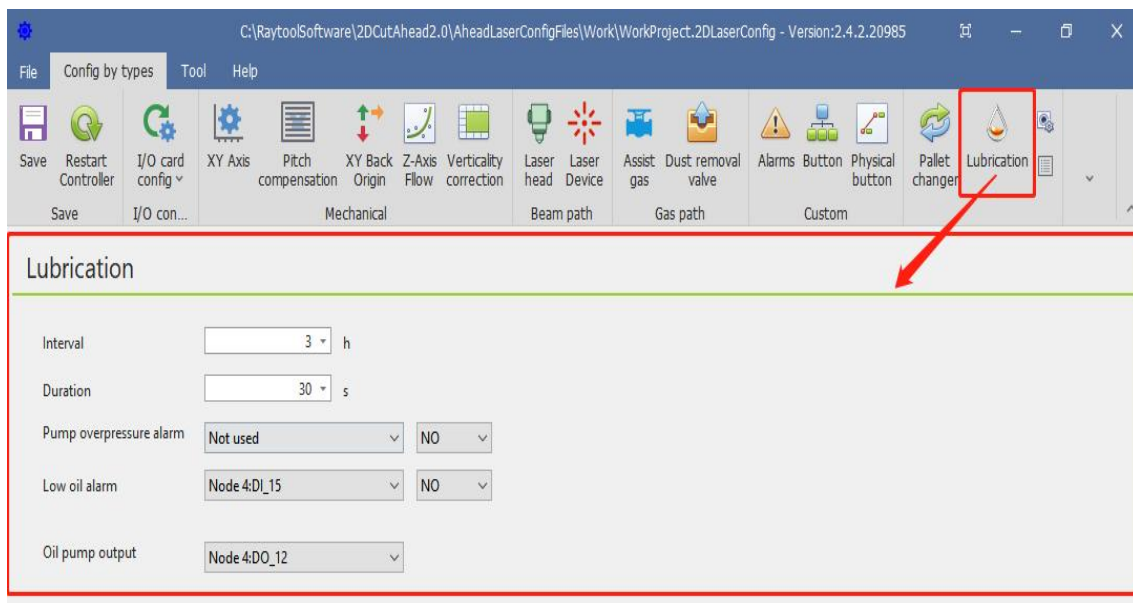 C:\RaytoolSoftware\2DCutAhead2.0\AheadLaserConfigFiles\Work\WorkProject.2DLaserConfig - Version:2.4.2.20985
File Config by types Tool Help
Save Restart Controller I/O card config XY Axis Pitch compensation XY Back Origin Z-Axis Fllow Verticality correction Laser head Laser Device Assist gas Dust removal valve Alarms Button Physical button Pallet changer Lubrication
Save I/O con... Mechanical Beam path Gas path Custom
Lubrication
Interval 3 h
Duration 30 s
Pump overpressure alarm Not used NO
Low oil alarm Node 4:DI_15 NO
Oil pump output Node 4:DO_12